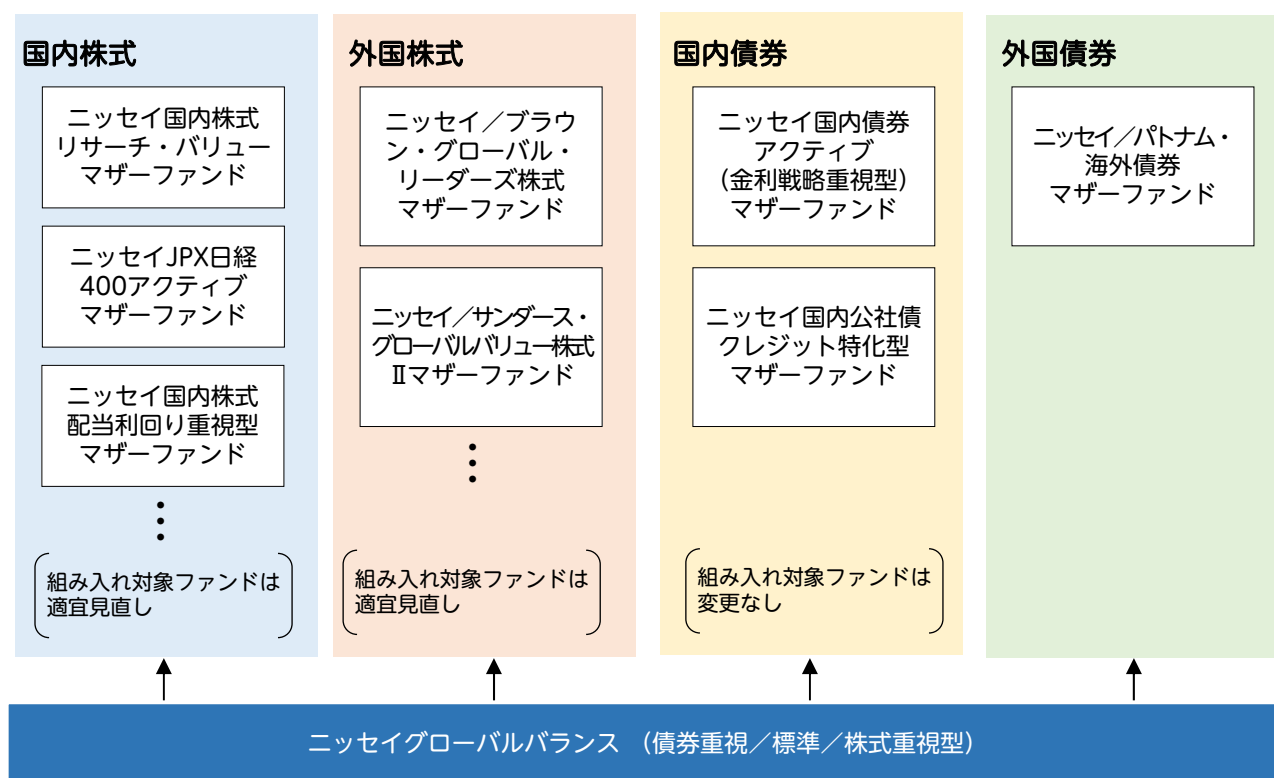 国内株式
ニッセイ国内株式
リサーチ・バリュー
マザーファンド
ニッセイJPX日経
400アクティブ
マザーファンド
ニッセイ国内株式
配当利回り重視型
マザーファンド
組み入れ対象ファンドは
適宜見直し
外国株式
ニッセイ／ブラウ
ン・グローバル・
リーダーズ株式
マザーファンド
ニッセイ／サンダース・
グローバルバリュー株式
Ⅱマザーファンド
組み入れ対象ファンドは
適宜見直し
国内債券
ニッセイ国内債券
アクティブ
（金利戦略重視型）
マザーファンド
ニッセイ国内公社債
クレジット特化型
マザーファンド
組み入れ対象ファンドは
変更なし
外国債券
ニッセイ／パトナム・
海外債券
マザーファンド
ニッセイグローバルバランス （債券重視／標準／株式重視型）